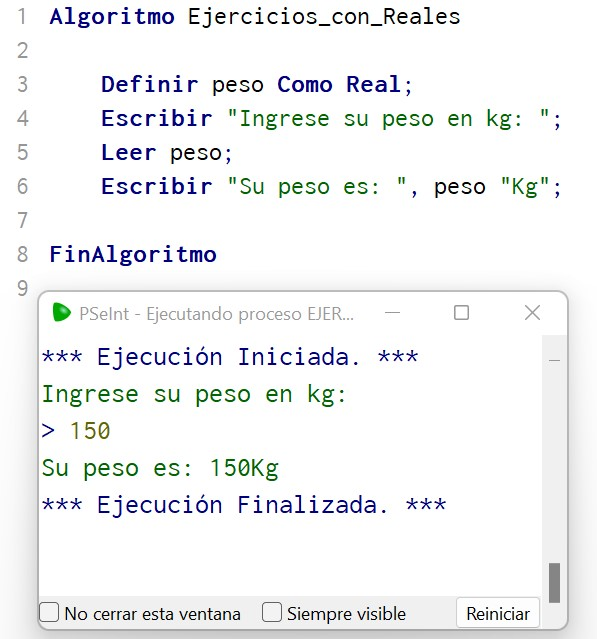 1 Algoritmo Ejercicios_con_Reales
2
3 Definir peso Como Real;
4 Escribir "Ingrese su peso en kg: ";
5 Leer peso;
6 Escribir "Su peso es: ", peso "Kg";
7
8 FinAlgoritmo
9
PSeInt - Ejecutando proceso EJER...
*** Ejecución Iniciada. ***
Ingrese su peso en kg:
> 150
Su peso es: 150Kg
*** Ejecución Finalizada. ***
No cerrar esta ventana Siempre visible Reiniciar